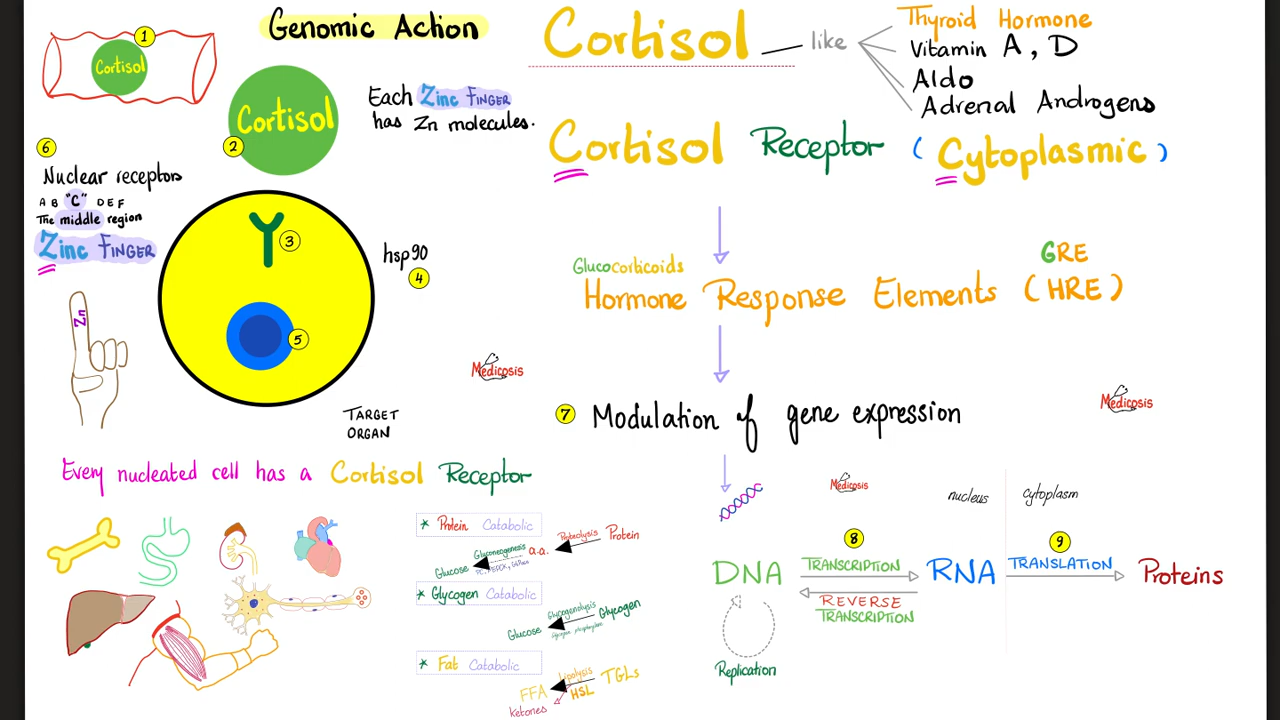 1
Cortisol
Genomic Action
Cortisol
2
Each Zinc FINGER
has Zn molecules.
6
Nuclear receptors
A B "C" D E F
The middle region
Zinc FINGER
Zn
3
hsp90
4
5
TARGET
ORGAN
Medicosis
Cortisol
like
Thyroid Hormone
Vitamin A, D
Aldo
Adrenal Androgens
Cortisol Receptor (Cytoplasmic)
Glucocorticoids
GRE
Hormone Response Elements (HRE)
7 Modulation of gene expression
Medicosis
Every nucleated cell has a Cortisol Receptor
* Protein Catabolic
Protein
Proteolysis
a.a.
Gluconeogenesis
Glucose
* Glycogen Catabolic
Glycogen
Glycogenolysis
Glycogen phosphorylase
Glucose
* Fat Catabolic
TGLs
Lipolysis
HSL
FFA
Ketones
Medicosis
nucleus
cytoplasm
8
9
DNA
TRANSCRIPTION
REVERSE
TRANSCRIPTION
RNA
TRANSLATION
Proteins
Replication